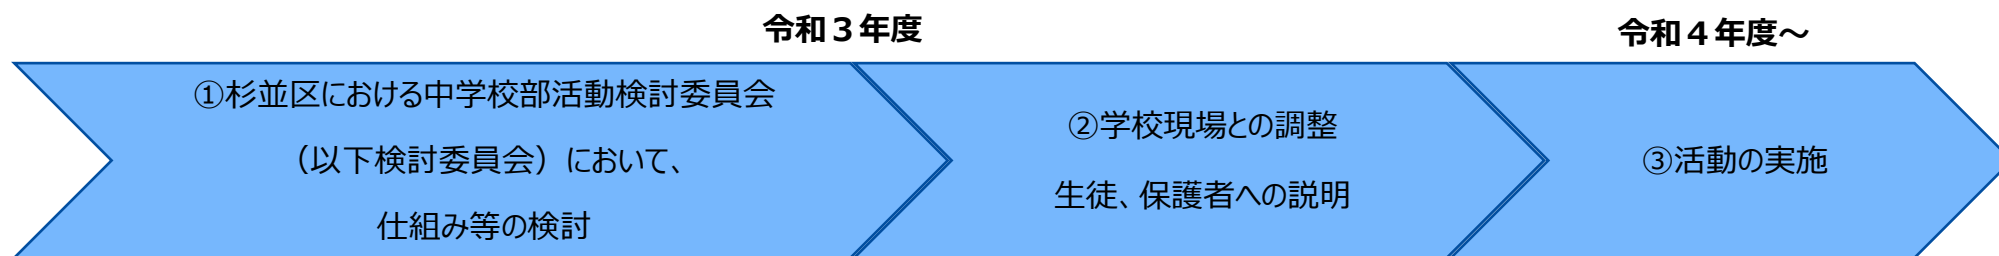 令和３年度
令和４年度～
①杉並区における中学校部活動検討委員会
（以下検討委員会）において、
仕組み等の検討
②学校現場との調整
生徒、保護者への説明
③活動の実施